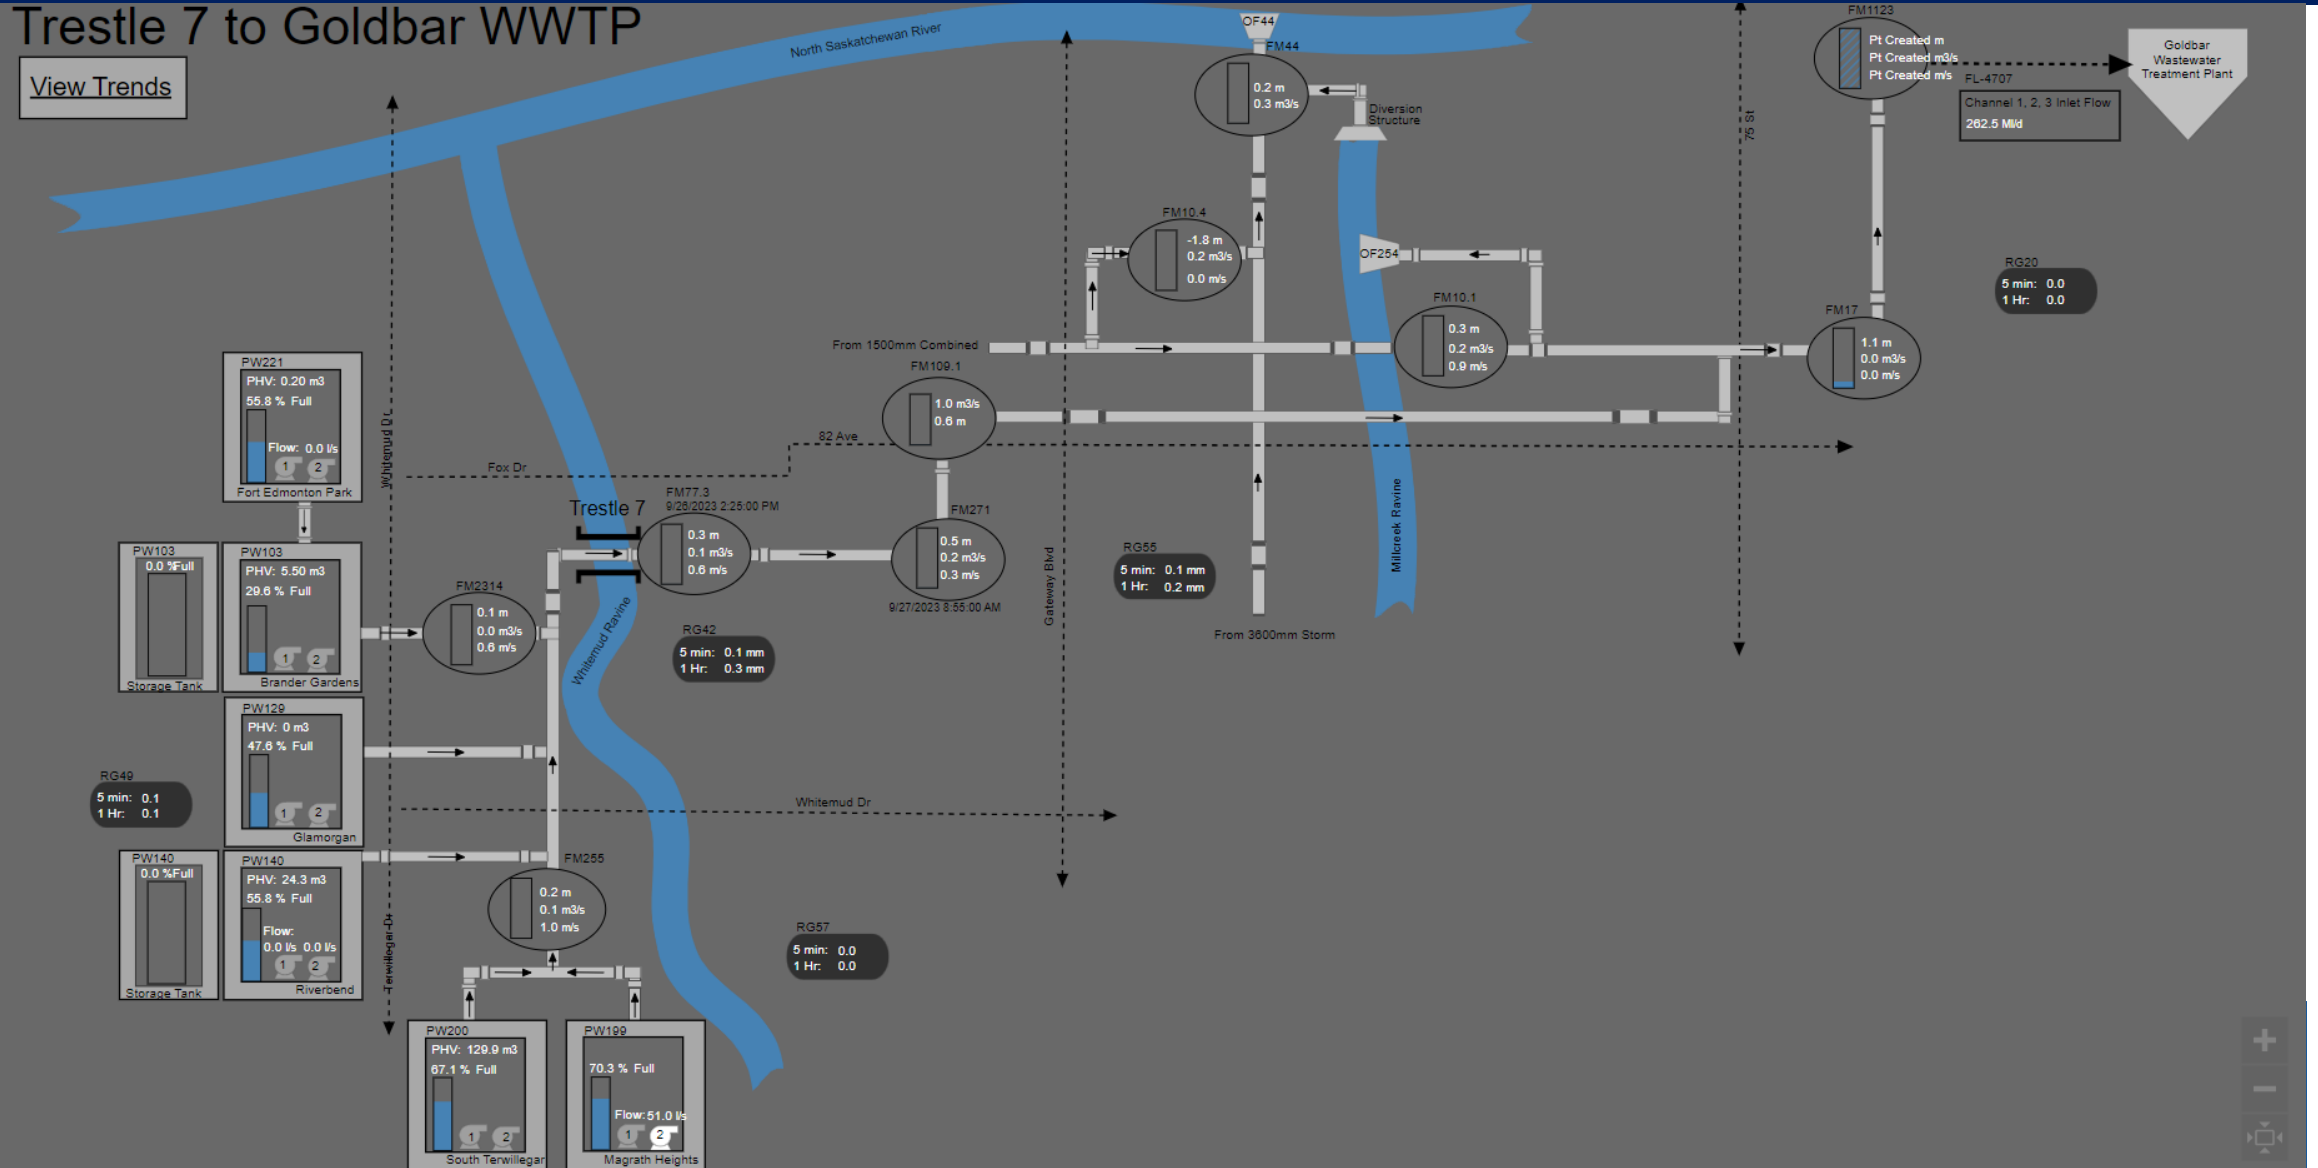 Trestle 7 to Goldbar WWTP
View Trends
North Saskatchewan River
OF44
FM44
0.2 m
0.3 m3/s
Diversion
Structure
FM1123
Pt Created m
Pt Created m3/s
Pt Created m/s
FL-4707
Channel 1, 2, 3 Inlet Flow
262.5 Ml/d
Goldbar
Wastewater
Treatment Plant
75 St
FM10.4
-1.8 m
0.2 m3/s
0.0 m/s
OF254
FM10.1
0.3 m
0.2 m3/s
0.9 m/s
RG20
5 min: 0.0
1 Hr: 0.0
FM17
1.1 m
0.0 m3/s
0.0 m/s
From 1500mm Combined
FM109.1
1.0 m3/s
0.6 m
82 Ave
Fox Dr
Whitemud Dr
PW221
PHV: 0.20 m3
55.8 % Full
Flow: 0.0 l/s
1 2
Fort Edmonton Park
Trestle 7
FM77.3
9/26/2023 2:25:00 PM
0.3 m
0.1 m3/s
0.6 m/s
FM271
0.5 m
0.2 m3/s
0.3 m/s
9/27/2023 8:55:00 AM
Gateway Blvd
Millcreek Ravine
RG55
5 min: 0.1 mm
1 Hr: 0.2 mm
From 3600mm Storm
PW103
0.0 %Full
Storage Tank
PW103
PHV: 5.50 m3
29.6 % Full
1 2
Brander Gardens
FM2314
0.1 m
0.0 m3/s
0.6 m/s
Whitemud Ravine
RG42
5 min: 0.1 mm
1 Hr: 0.3 mm
PW129
PHV: 0 m3
47.6 % Full
1 2
Glamorgan
RG49
5 min: 0.1
1 Hr: 0.1
Whitemud Dr
PW140
0.0 %Full
Storage Tank
PW140
PHV: 24.3 m3
55.8 % Full
Flow:
0.0 l/s 0.0 l/s
1 2
Riverbend
Terwillegar Dr
FM255
0.2 m
0.1 m3/s
1.0 m/s
RG57
5 min: 0.0
1 Hr: 0.0
PW200
PHV: 129.9 m3
67.1 % Full
1 2
South Terwillegar
PW199
70.3 % Full
Flow: 51.0 l/s
1 2
Magrath Heights